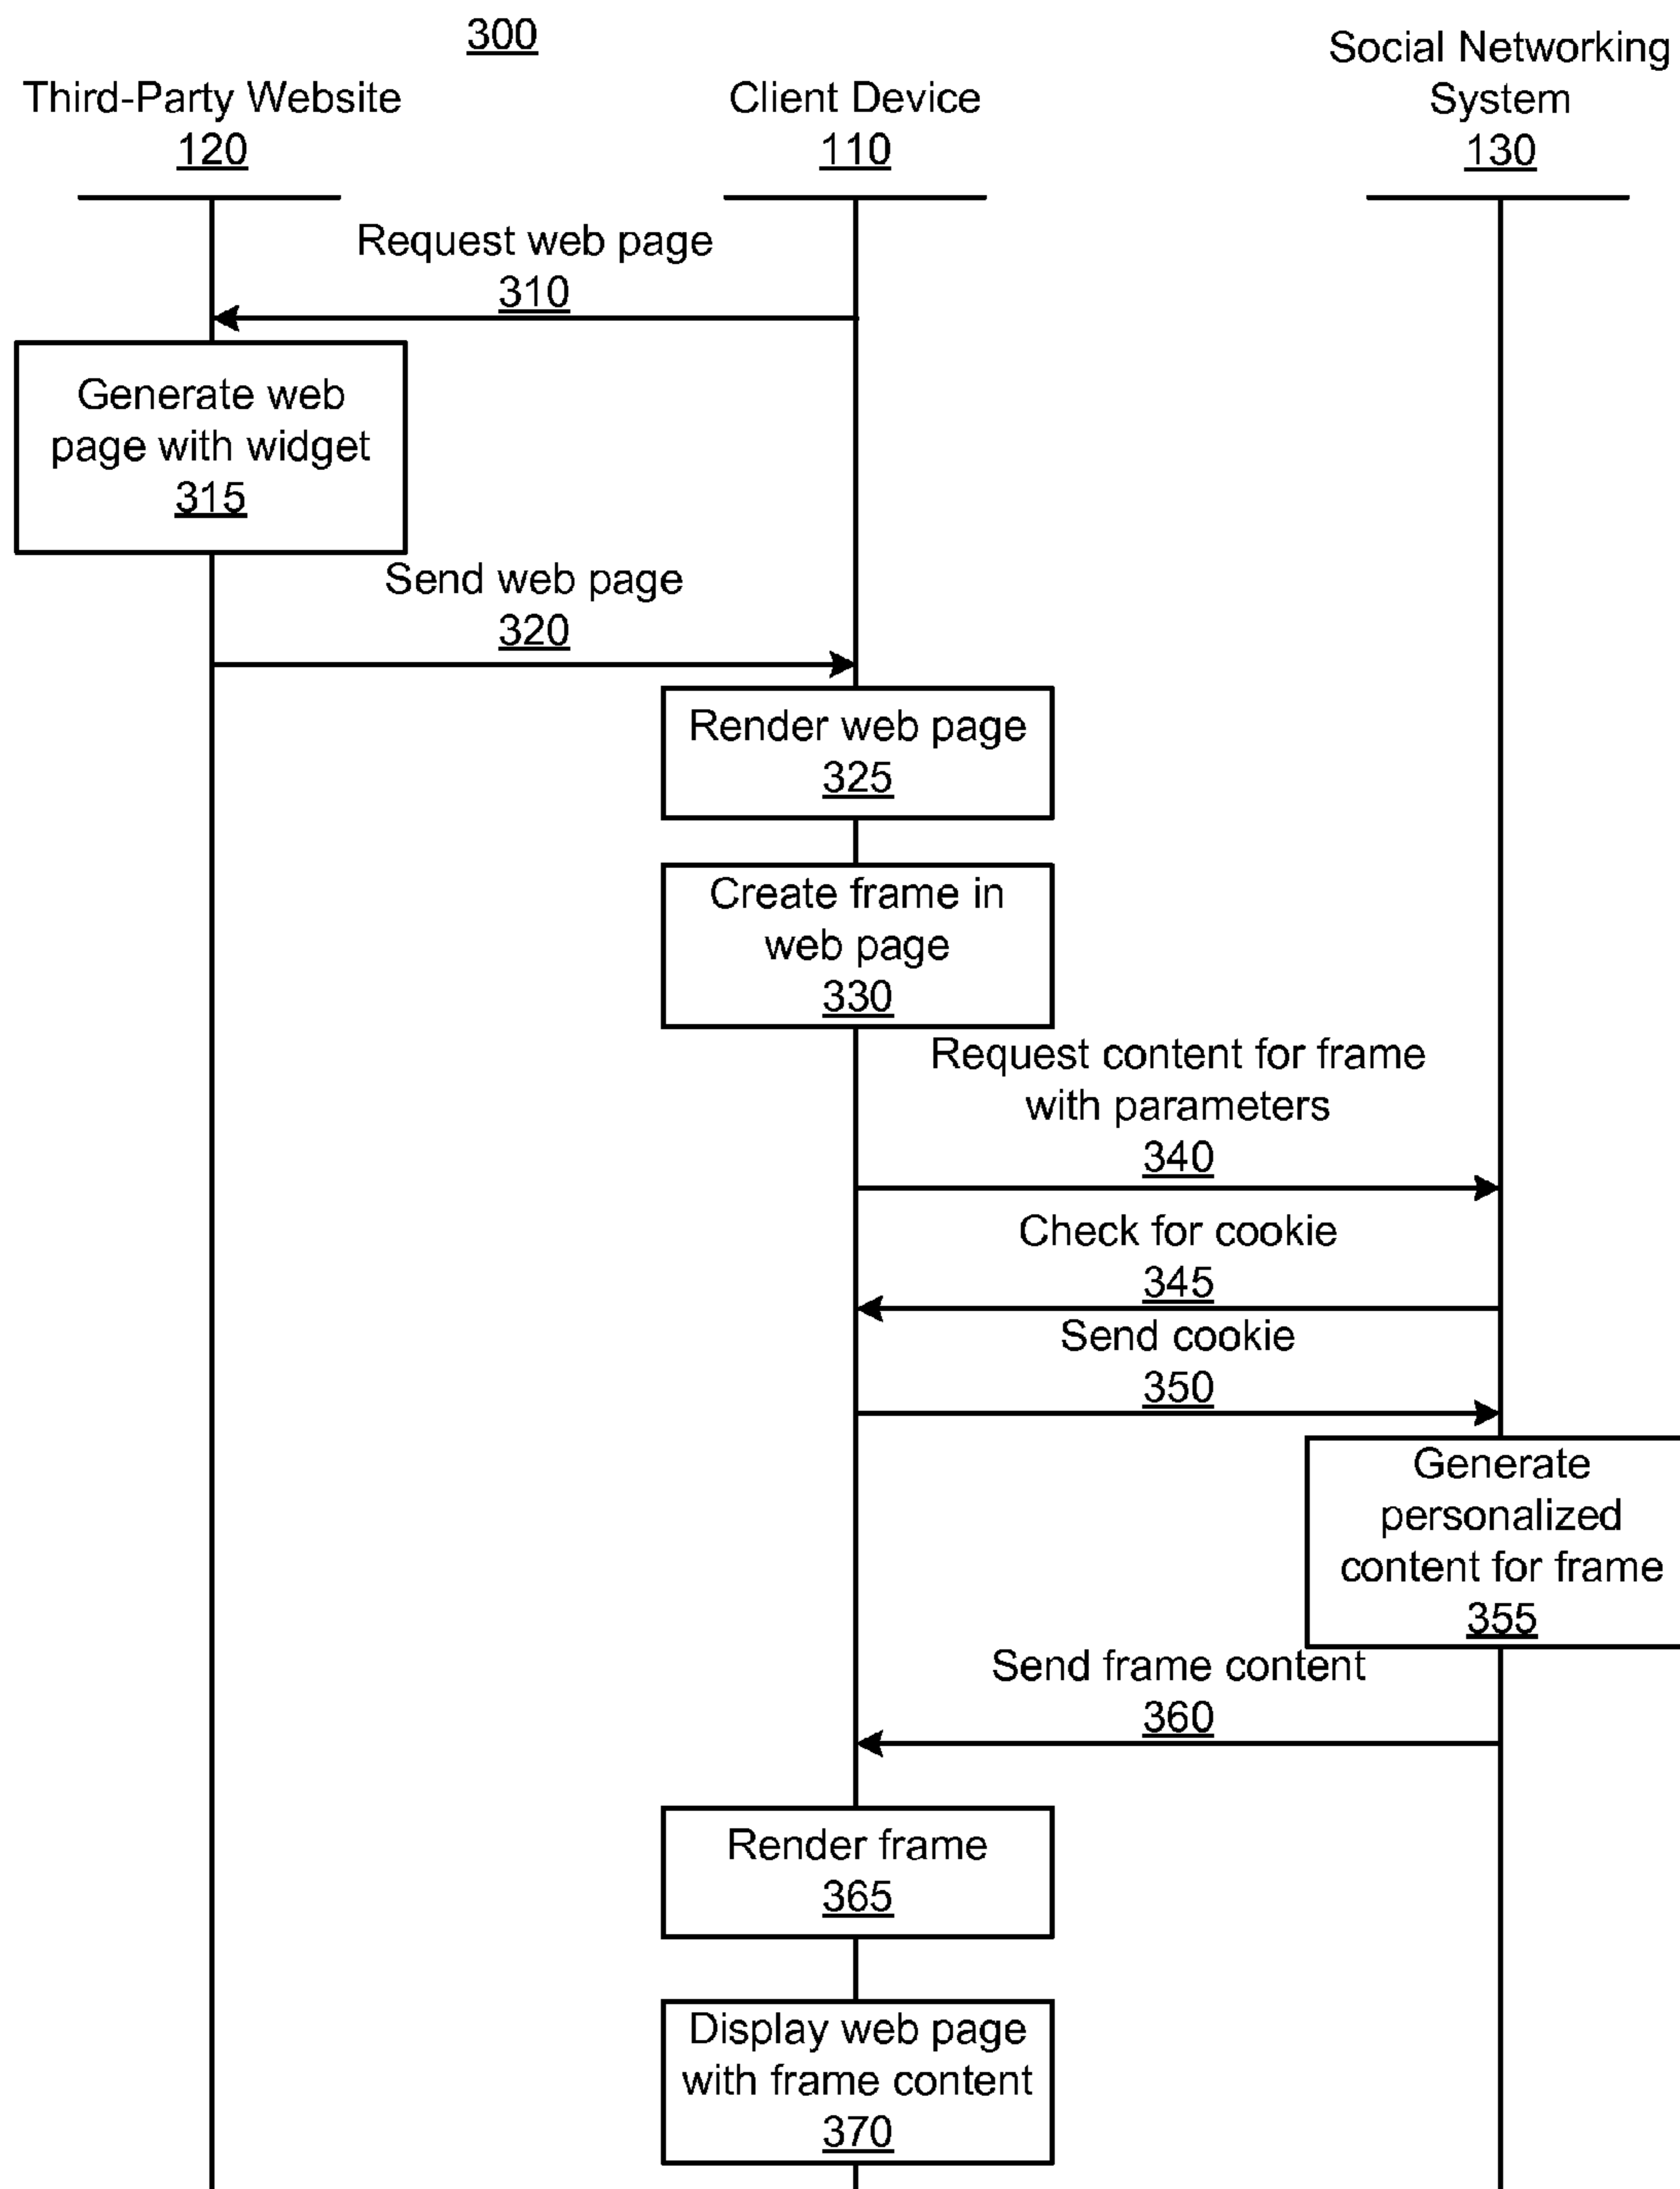 300
Third-Party Website
120
Client Device
110
Social Networking
System
130
Request web page
310
Generate web
page with widget
315
Send web page
320
Render web page
325
Create frame in
web page
330
Request content for frame
with parameters
340
Check for cookie
345
Send cookie
350
Generate
personalized
content for frame
355
Send frame content
360
Render frame
365
Display web page
with frame content
370